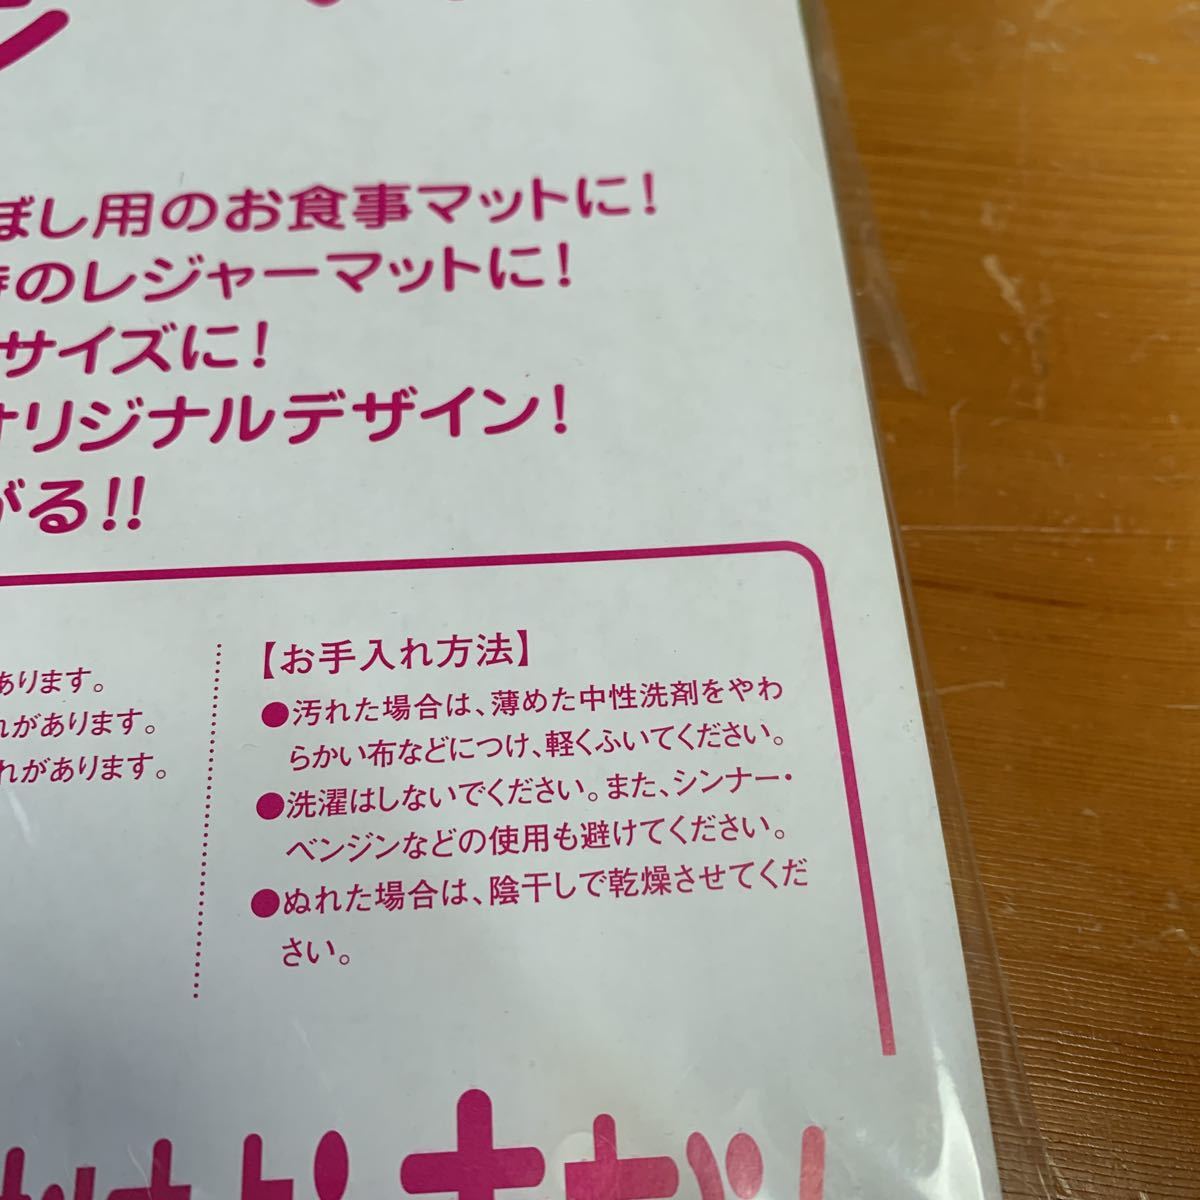 ぼし用のお食事マットに!
時のレジャーマットに!
サイズに!
オリジナルデザイン!
がる!!
あります。
れがあります。
れがあります。
【お手入れ方法】
●汚れた場合は、薄めた中性洗剤をやわ
らかい布などにつけ、軽くふいてください。
●洗濯はしないでください。また、シンナー・
ベンジンなどの使用も避けてください。
●ぬれた場合は、陰干しで乾燥させてくだ
さい。